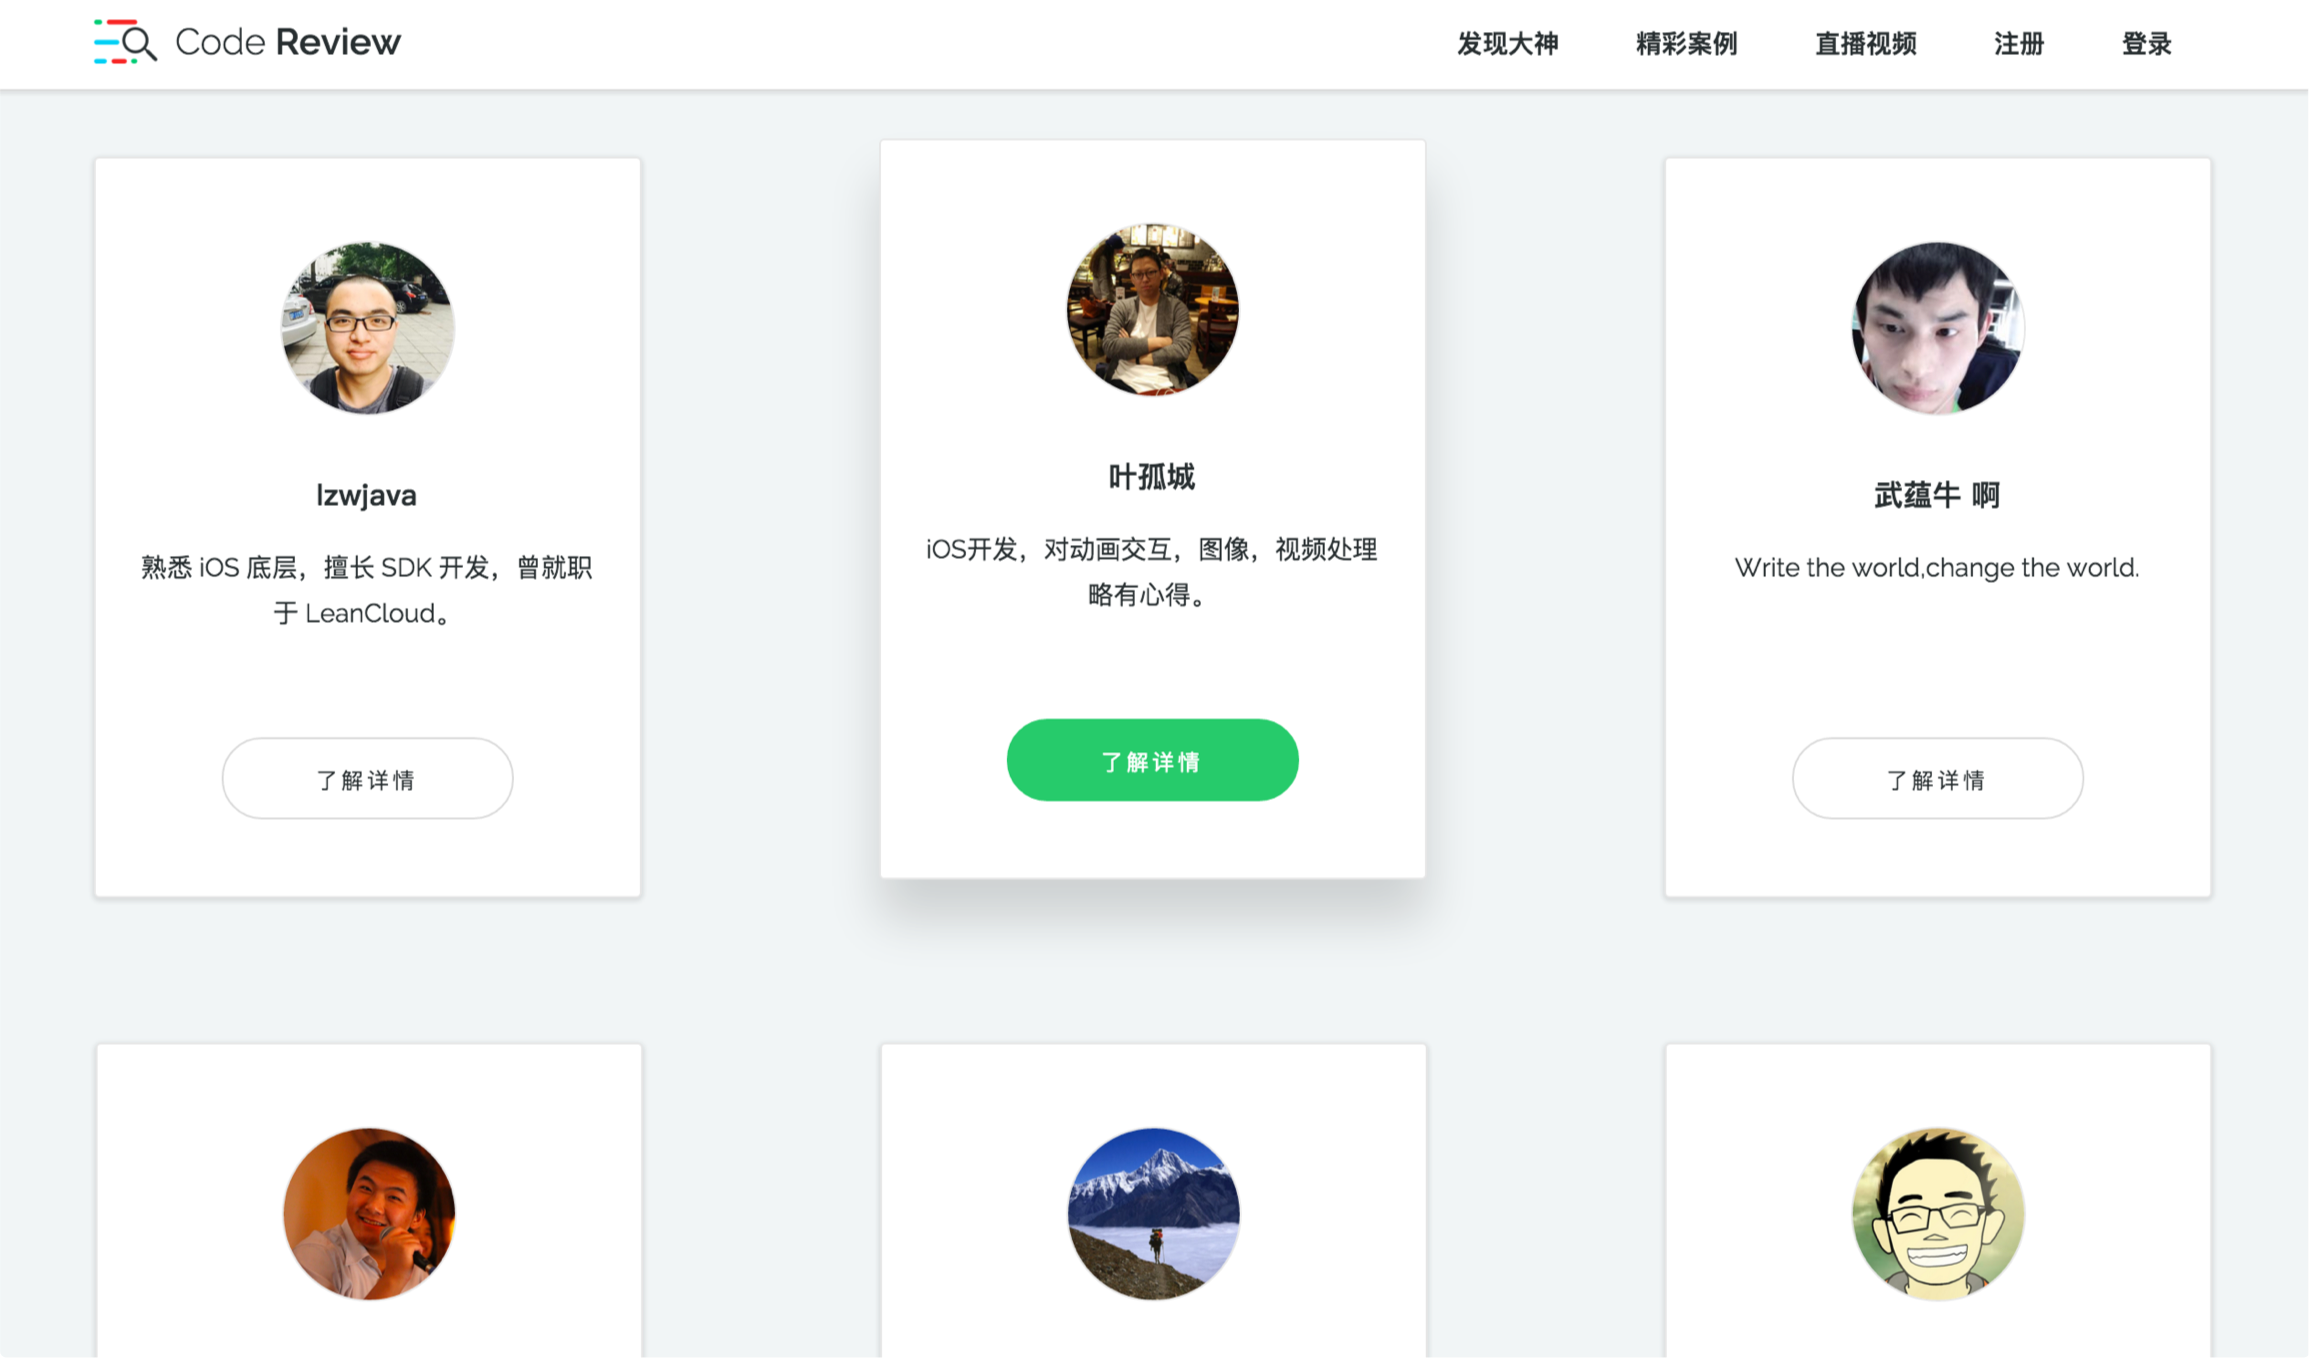 Code Review
发现大神
精彩案例
直播视频
注册
登录
lzwjava
熟悉 iOS 底层，擅长 SDK 开发，曾就职
于 LeanCloud。
了解详情
叶孤城
iOS开发，对动画交互，图像，视频处理
略有心得。
了解详情
武蕴牛 啊
Write the world,change the world.
了解详情